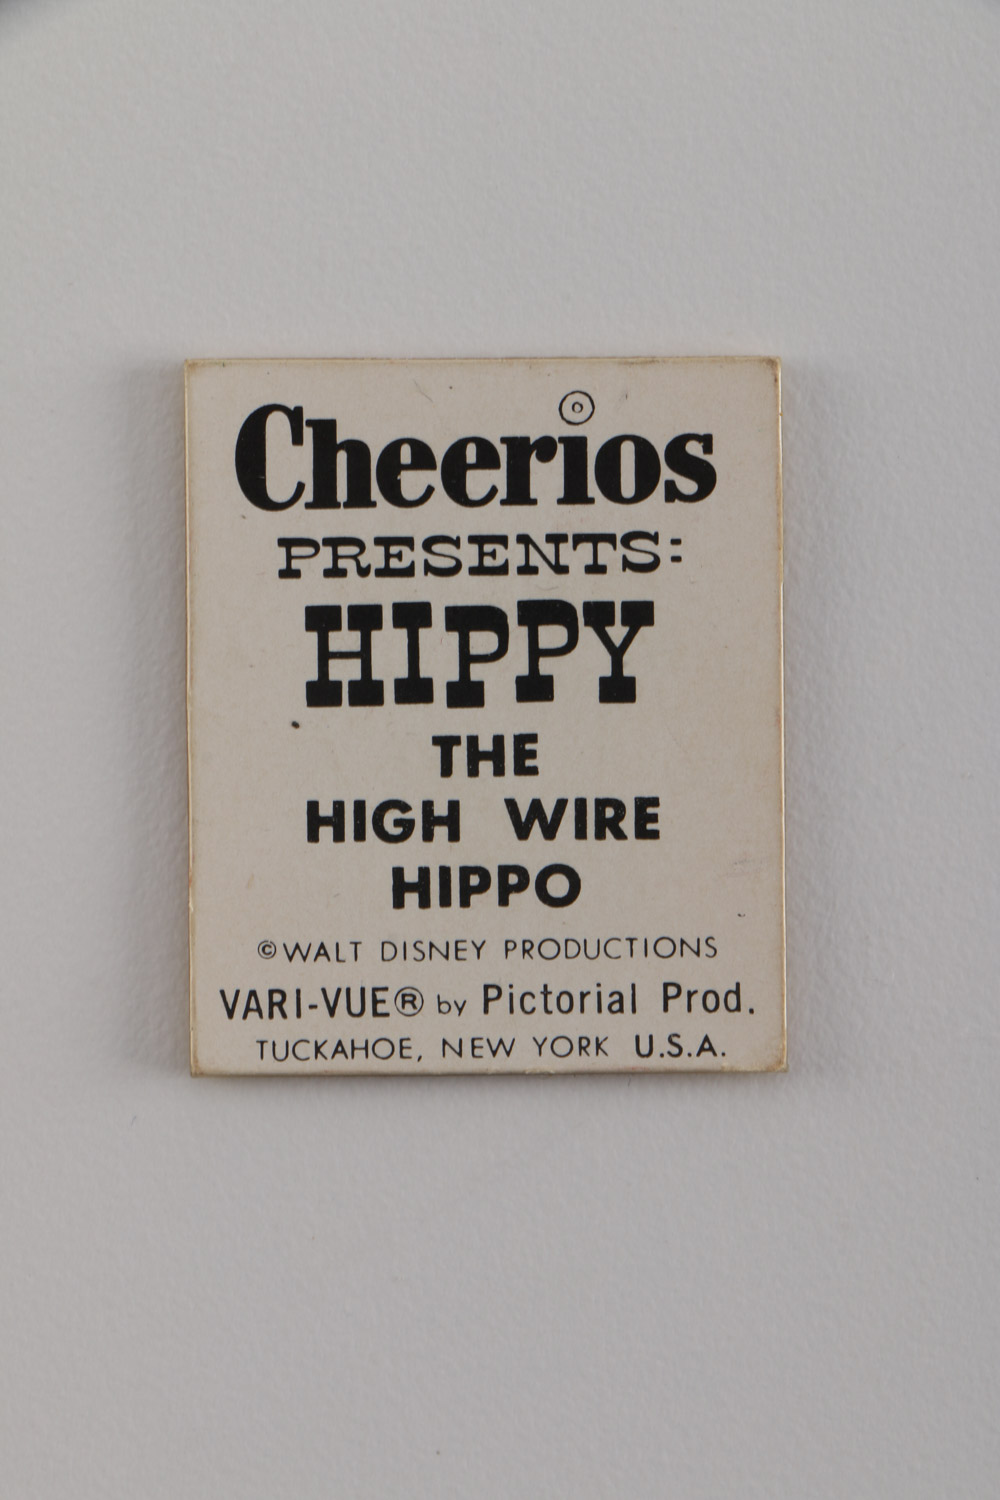 Cheerios
PRESENTS:
HIPPY
THE
HIGH WIRE
HIPPO
©WALT DISNEY PRODUCTIONS
VARI-VUE® by Pictorial Prod.
TUCKAHOE, NEW YORK U.S.A.